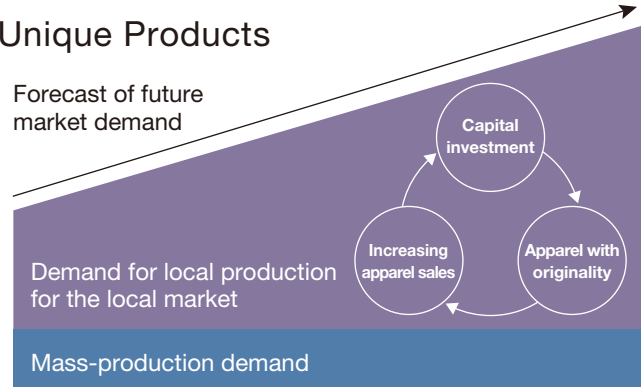 Unique Products
Forecast of future
market demand
Capital
investment
Increasing
apparel sales
Apparel with
originality
Demand for local production
for the local market
Mass-production demand